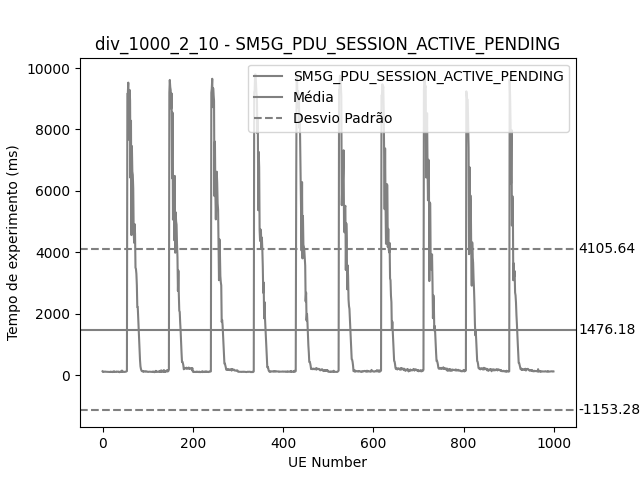 div_1000_2_10 - SM5G_PDU_SESSION_ACTIVE_PENDING
SM5G_PDU_SESSION_ACTIVE_PENDING
Média
Desvio Padrão
Tempo de experimento (ms)
10000
8000
6000
4000
2000
0
4105.64
1476.18
-1153.28
0 200 400 600 800 1000
UE Number